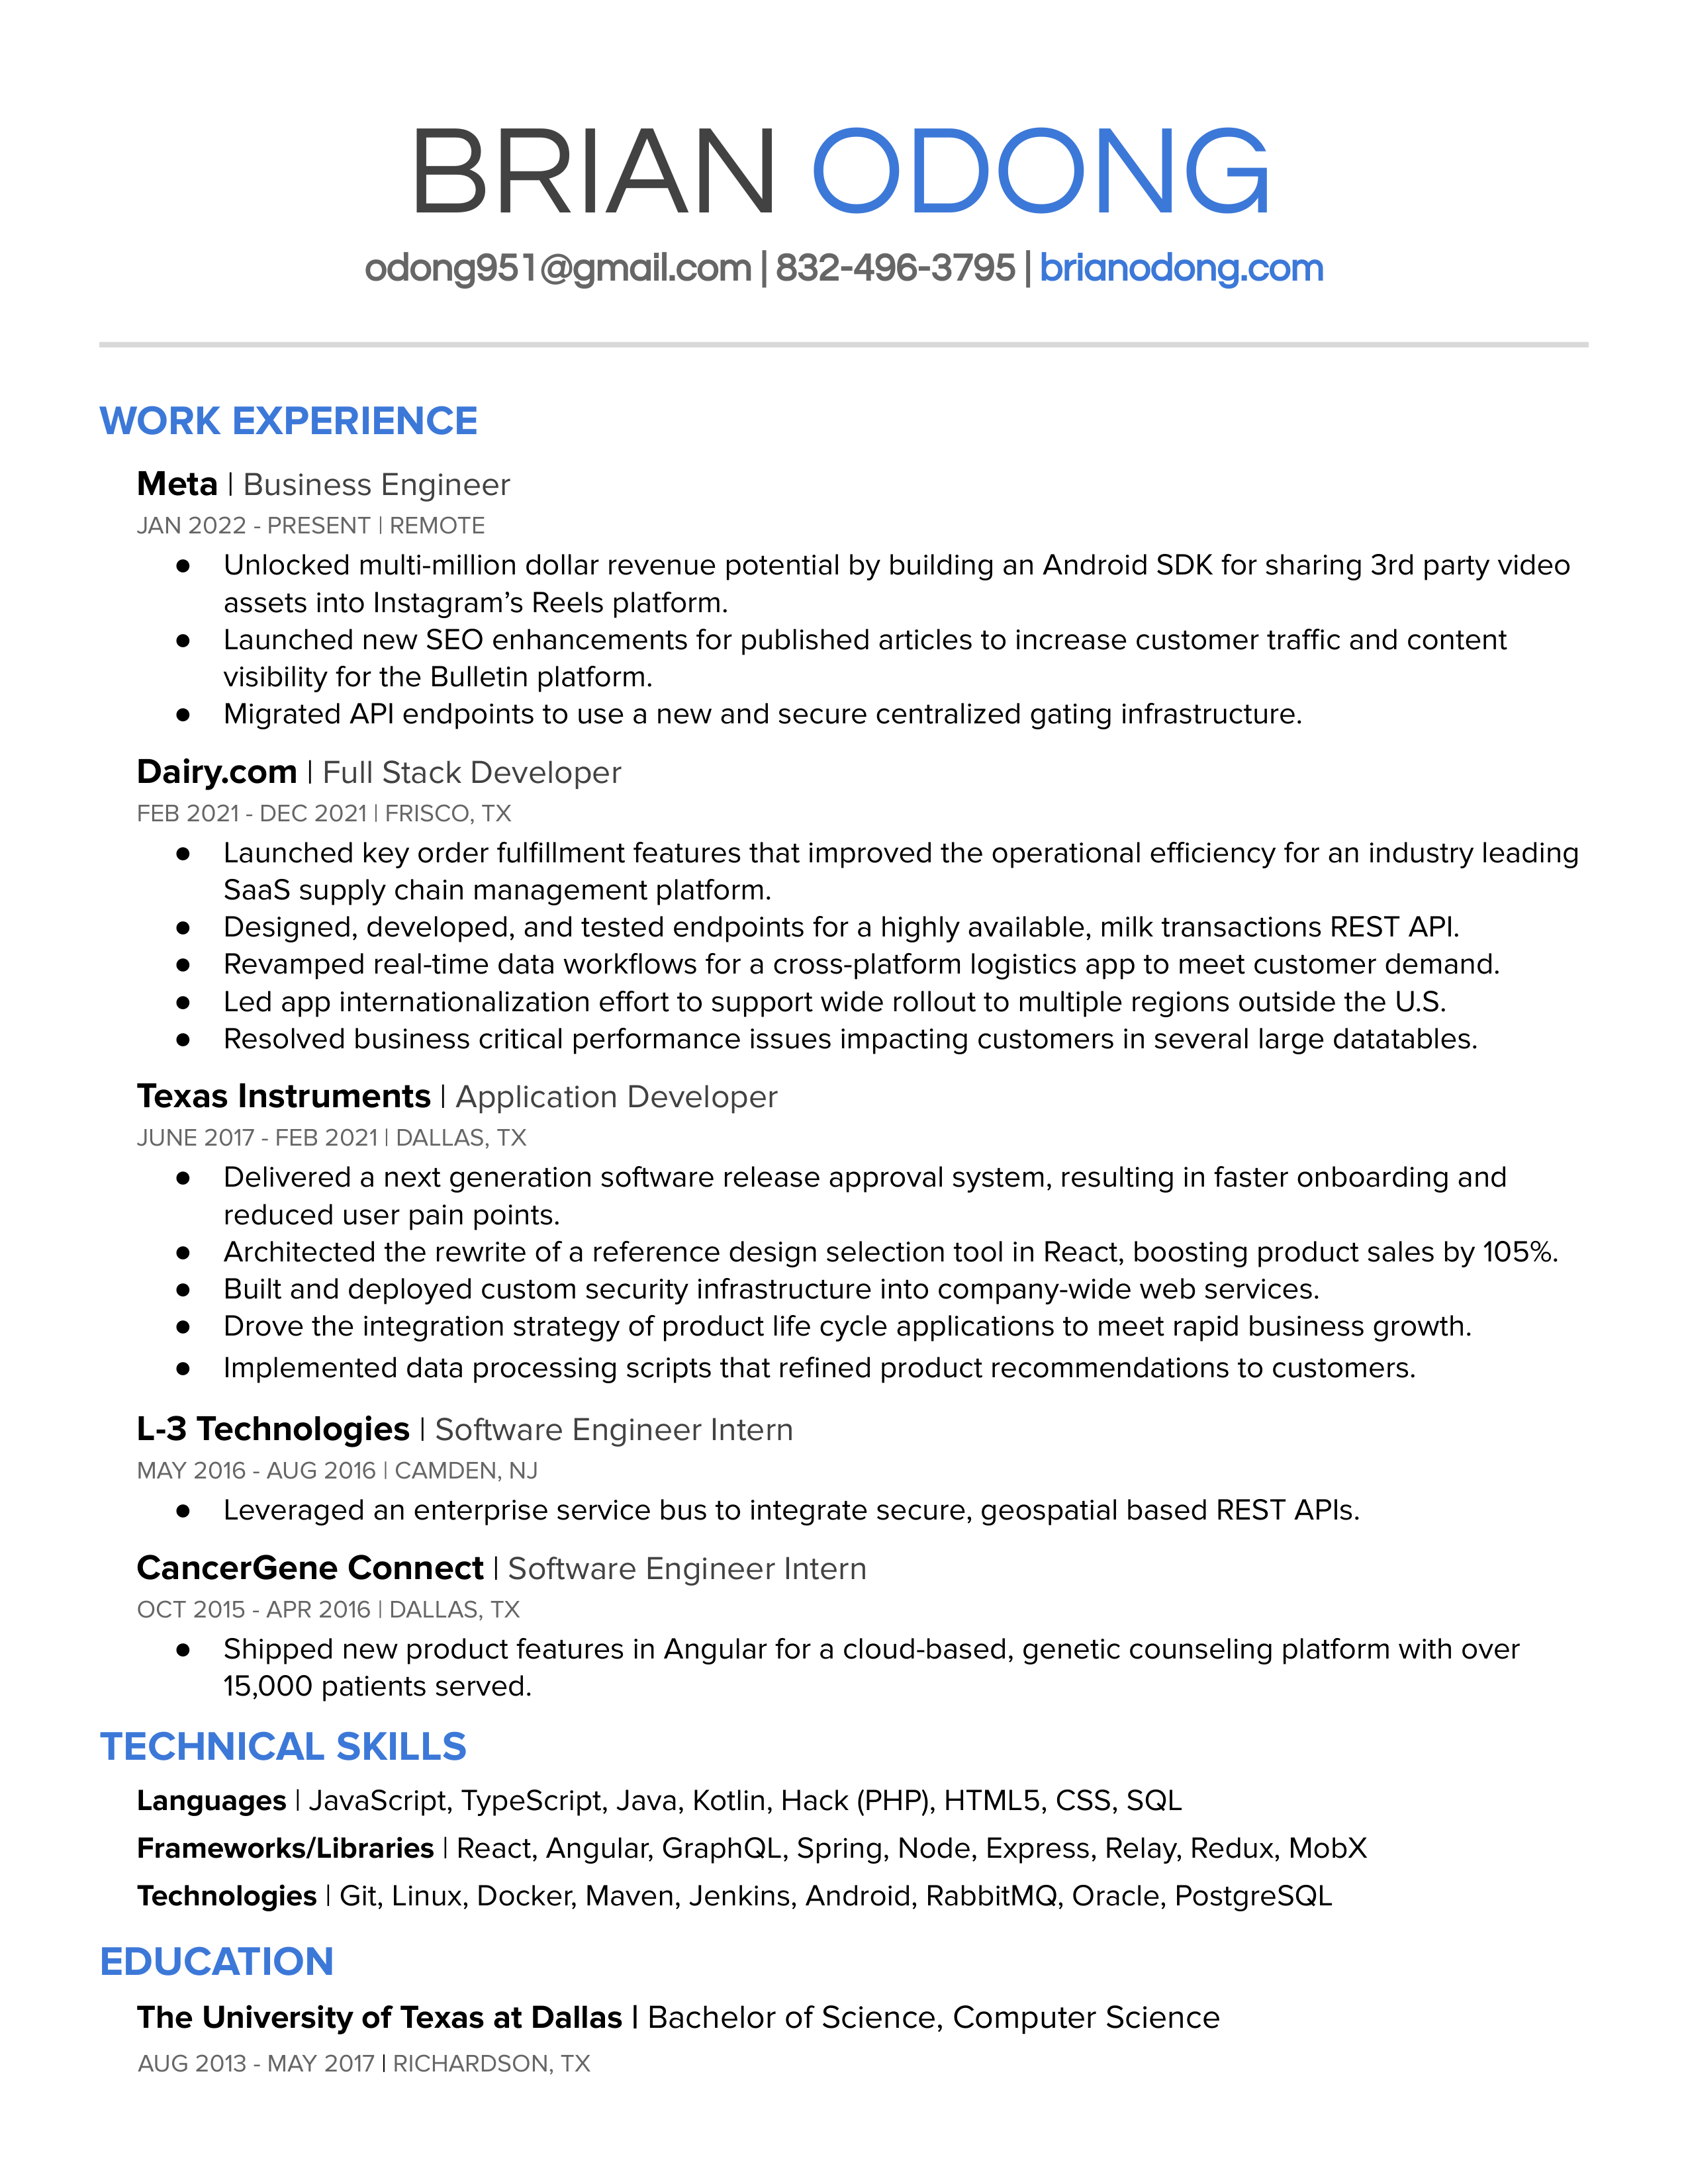 BRIAN ODONG
odong951@gmail.com | 832-496-3795 | brianodong.com
WORK EXPERIENCE
Meta | Business Engineer
JAN 2022 - PRESENT | REMOTE
● Unlocked multi-million dollar revenue potential by building an Android SDK for sharing 3rd party video
assets into Instagram’s Reels platform.
● Launched new SEO enhancements for published articles to increase customer traffic and content
visibility for the Bulletin platform.
● Migrated API endpoints to use a new and secure centralized gating infrastructure.
Dairy.com | Full Stack Developer
FEB 2021 - DEC 2021 | FRISCO, TX
● Launched key order fulfillment features that improved the operational efficiency for an industry leading
SaaS supply chain management platform.
● Designed, developed, and tested endpoints for a highly available, milk transactions REST API.
● Revamped real-time data workflows for a cross-platform logistics app to meet customer demand.
● Led app internationalization effort to support wide rollout to multiple regions outside the U.S.
● Resolved business critical performance issues impacting customers in several large datatables.
Texas Instruments | Application Developer
JUNE 2017 - FEB 2021 | DALLAS, TX
● Delivered a next generation software release approval system, resulting in faster onboarding and
reduced user pain points.
● Architected the rewrite of a reference design selection tool in React, boosting product sales by 105%.
● Built and deployed custom security infrastructure into company-wide web services.
● Drove the integration strategy of product life cycle applications to meet rapid business growth.
● Implemented data processing scripts that refined product recommendations to customers.
L-3 Technologies | Software Engineer Intern
MAY 2016 - AUG 2016 | CAMDEN, NJ
● Leveraged an enterprise service bus to integrate secure, geospatial based REST APIs.
CancerGene Connect | Software Engineer Intern
OCT 2015 - APR 2016 | DALLAS, TX
● Shipped new product features in Angular for a cloud-based, genetic counseling platform with over
15,000 patients served.
TECHNICAL SKILLS
Languages | JavaScript, TypeScript, Java, Kotlin, Hack (PHP), HTML5, CSS, SQL
Frameworks/Libraries | React, Angular, GraphQL, Spring, Node, Express, Relay, Redux, MobX
Technologies | Git, Linux, Docker, Maven, Jenkins, Android, RabbitMQ, Oracle, PostgreSQL
EDUCATION
The University of Texas at Dallas | Bachelor of Science, Computer Science
AUG 2013 - MAY 2017 | RICHARDSON, TX